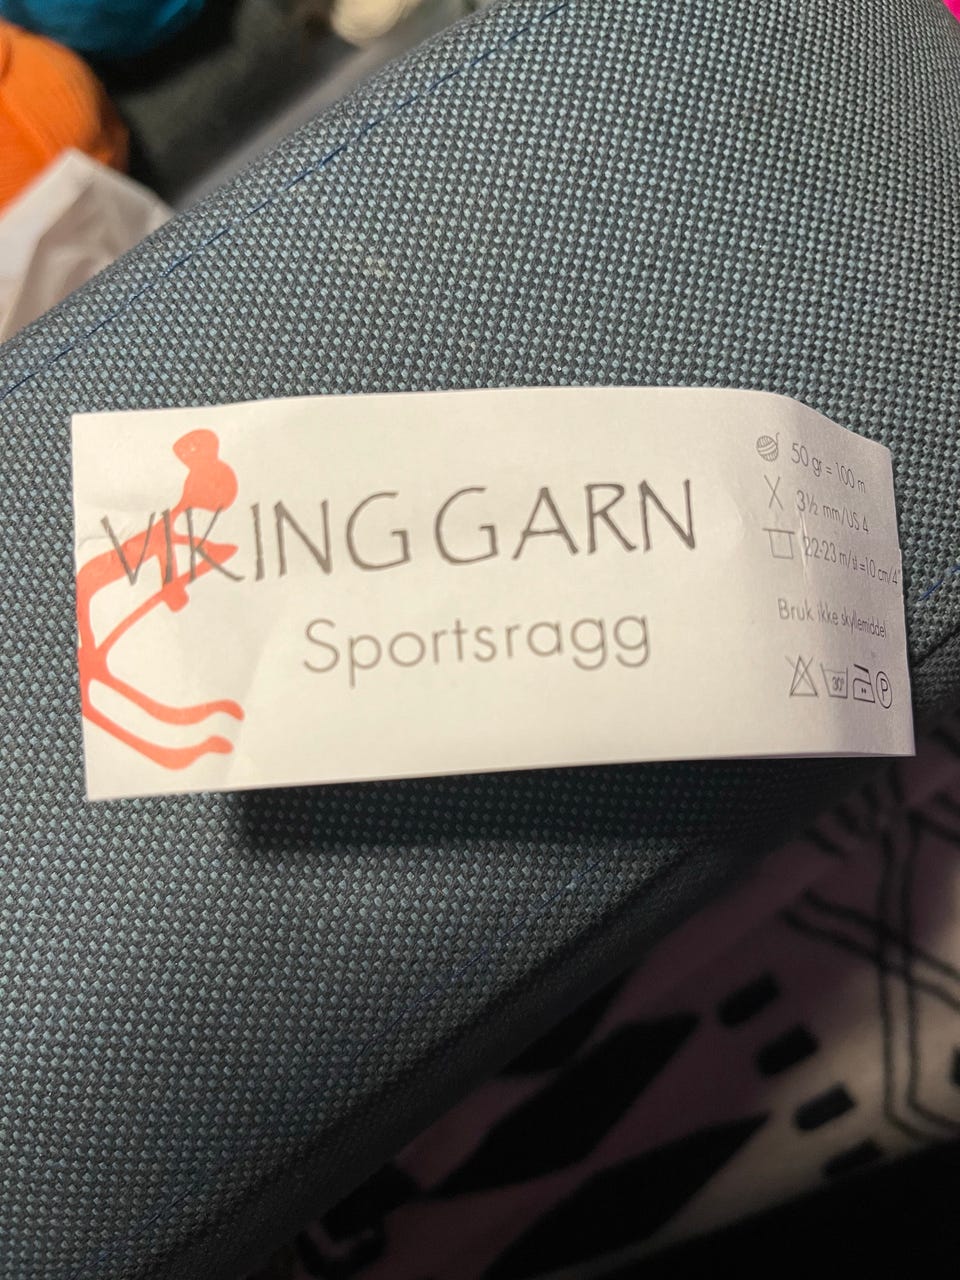 VIKING GARN
Sportsragg
50 gr = 100 m
3½ mm/US 4
22-23 m/st =10 cm/4"
Bruk ikke skyllemiddel
30°
P